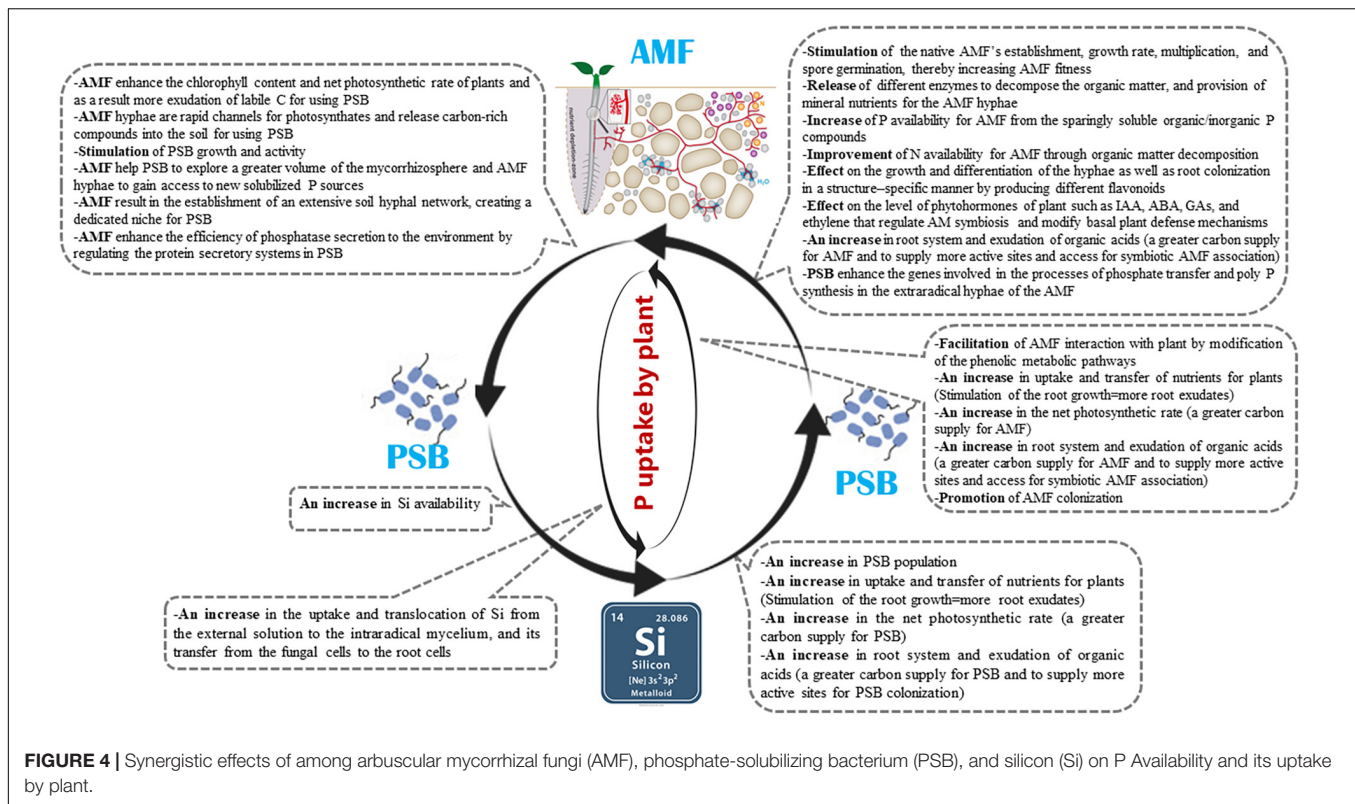 AMF
-AMF enhance the chlorophyll content and net photosynthetic rate of plants and
as a result more exudation of labile C for using PSB
-AMF hyphae are rapid channels for photosynthates and release carbon-rich
compounds into the soil for using PSB
-Stimulation of PSB growth and activity
-AMF help PSB to explore a greater volume of the mycorrhizosphere and AMF
hyphae to gain access to new solubilized P sources
-AMF result in the establishment of an extensive soil hyphal network, creating a
dedicated niche for PSB
-AMF enhance the efficiency of phosphatase secretion to the environment by
regulating the protein secretory systems in PSB
nutrient depletion-zone
P
N
H₂O
-Stimulation of the native AMF's establishment, growth rate, multiplication, and
spore germination, thereby increasing AMF fitness
-Release of different enzymes to decompose the organic matter, and provision of
mineral nutrients for the AMF hyphae
-Increase of P availability for AMF from the sparingly soluble organic/inorganic P
compounds
-Improvement of N availability for AMF through organic matter decomposition
-Effect on the growth and differentiation of the hyphae as well as root colonization
in a structure–specific manner by producing different flavonoids
-Effect on the level of phytohormones of plant such as IAA, ABA, GAs, and
ethylene that regulate AM symbiosis and modify basal plant defense mechanisms
-An increase in root system and exudation of organic acids (a greater carbon supply
for AMF and to supply more active sites and access for symbiotic AMF association)
-PSB enhance the genes involved in the processes of phosphate transfer and poly P
synthesis in the extraradical hyphae of the AMF
P uptake by plant
-Facilitation of AMF interaction with plant by modification
of the phenolic metabolic pathways
-An increase in uptake and transfer of nutrients for plants
(Stimulation of the root growth=more root exudates)
-An increase in the net photosynthetic rate (a greater carbon
supply for AMF)
-An increase in root system and exudation of organic acids
(a greater carbon supply for AMF and to supply more active
sites and access for symbiotic AMF association)
-Promotion of AMF colonization
PSB
PSB
An increase in Si availability
-An increase in the uptake and translocation of Si from
the external solution to the intraradical mycelium, and its
transfer from the fungal cells to the root cells
14 28.086
Si
Silicon
[Ne] 3s²3p²
Metalloid
-An increase in PSB population
-An increase in uptake and transfer of nutrients for plants
(Stimulation of the root growth=more root exudates)
-An increase in the net photosynthetic rate (a greater
carbon supply for PSB)
-An increase in root system and exudation of organic
acids (a greater carbon supply for PSB and to supply more
active sites for PSB colonization)
FIGURE 4 | Synergistic effects of among arbuscular mycorrhizal fungi (AMF), phosphate-solubilizing bacterium (PSB), and silicon (Si) on P Availability and its uptake
by plant.